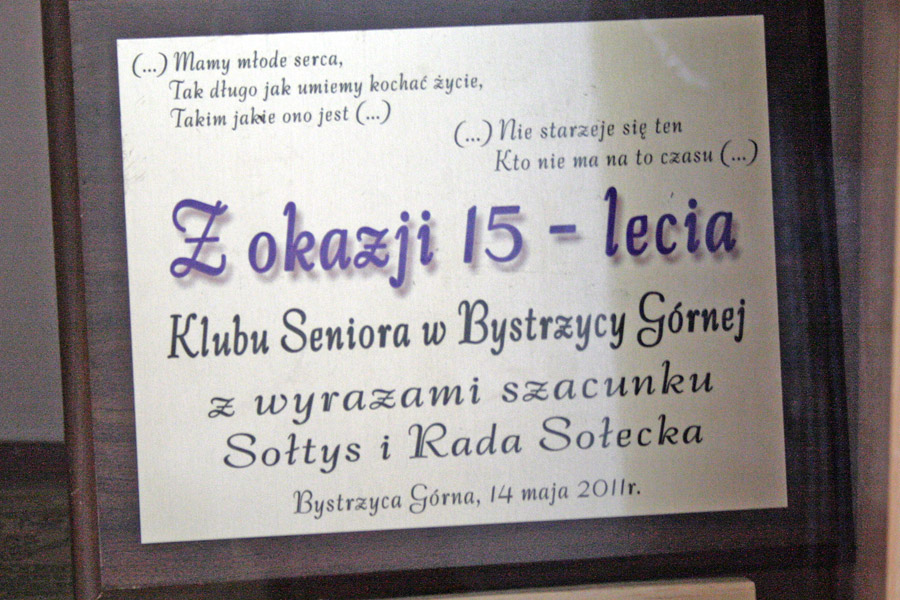 (...) Mamy młode serca,
Tak długo jak umiemy kochać życie,
Takim jakie ono jest (...)
(...) Nie starzeje się ten
Kto nie ma na to czasu (...)
Z okazji 15 - lecia
Klubu Seniora w Bystrzycy Górnej
z wyrazami szacunku
Sołtys i Rada Sołecka
Bystrzyca Górna, 14 maja 2011r.